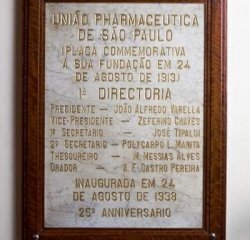 UNIÃO PHARMACEUTICA
DE SÃO PAULO
(PLACA COMMEMORATIVA
Á SUA FUNDAÇÃO EM 24
DE AGOSTO DE 1913)
1ª DIRECTORIA
PRESIDENTE – JOÃO ALFREDO VARELLA
VICE-PRESIDENTE – ZEFERINO CHAVES
1º SECRETARIO – JOSÉ TIPALDI
2º SECRETARIO – POLYCARPO L. MANITA
THESOUREIRO – M. MESSIAS ALVES
ORADOR – A. F. GASTRO PEREIRA
INAUGURADA EM 24
DE AGOSTO DE 1938
25º ANNIVERSARIO